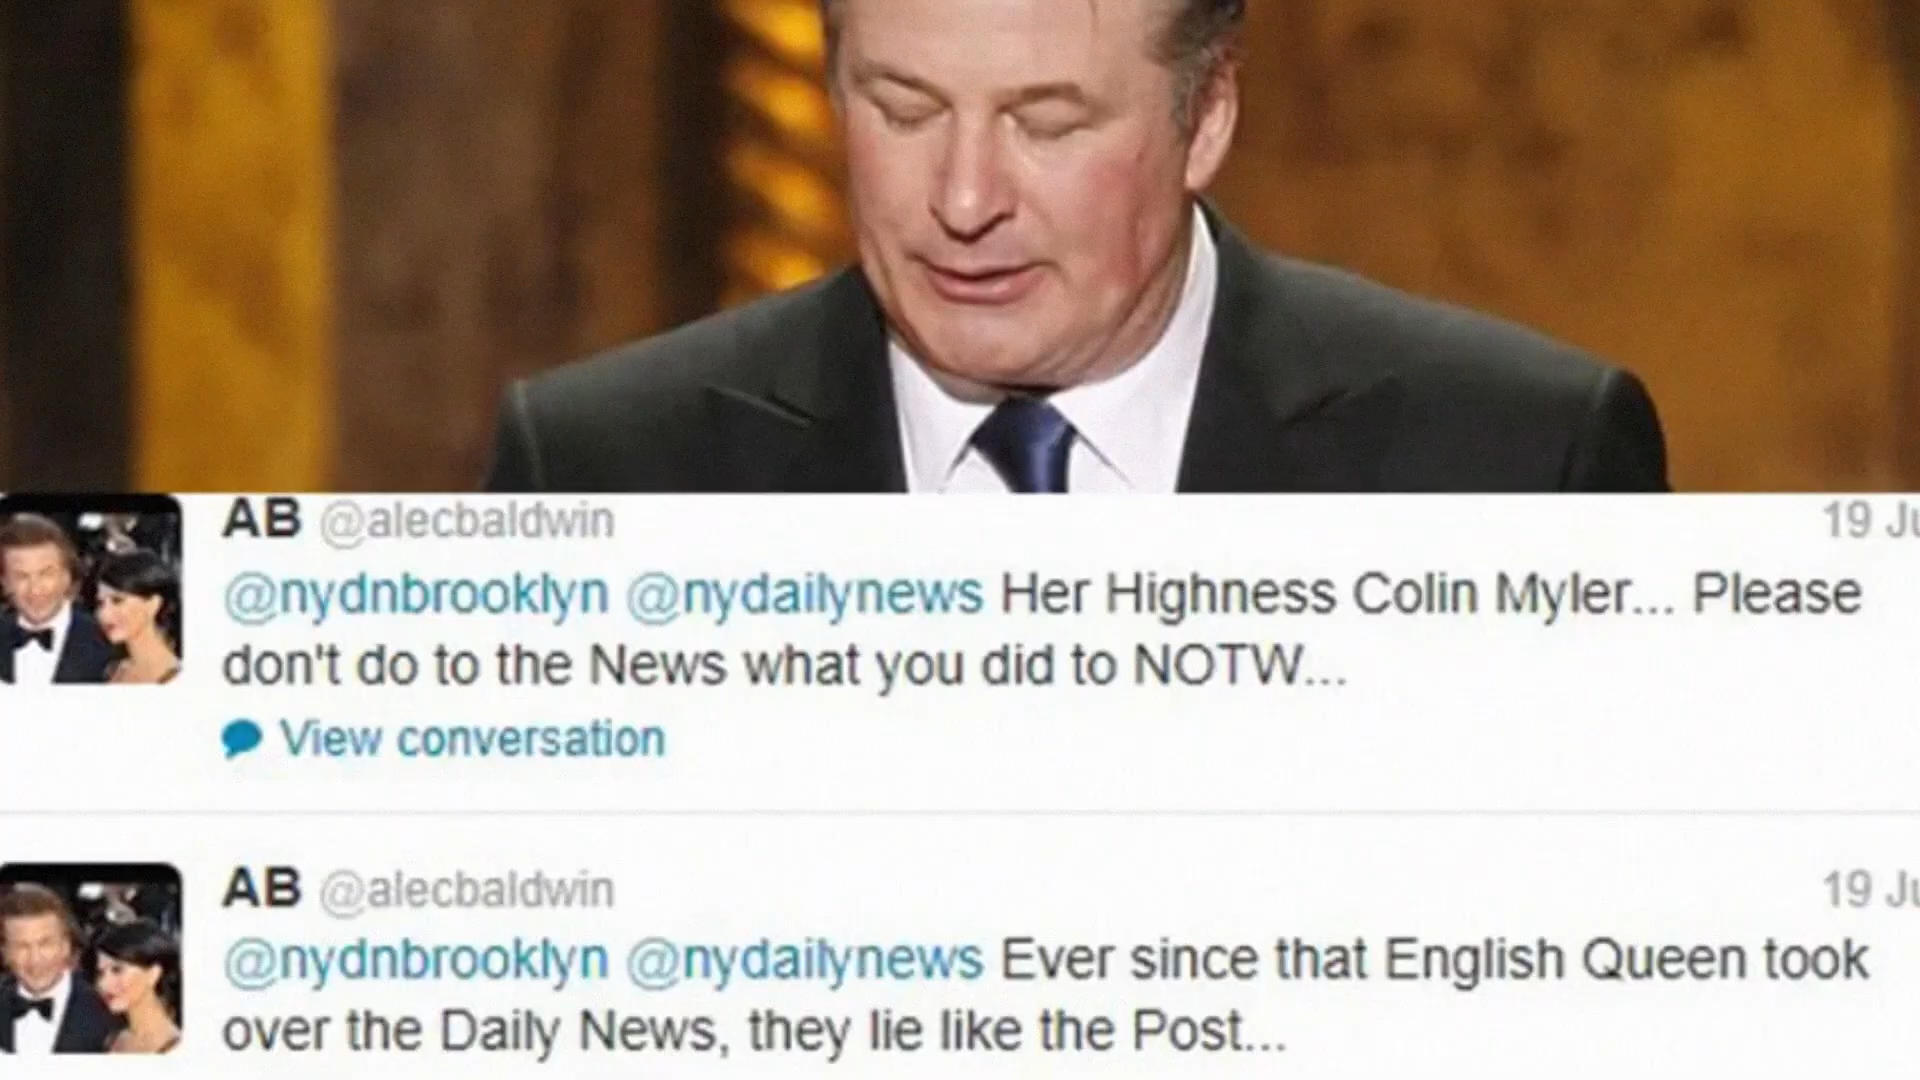 AB @alecbaldwin 19 Ju
@nydnbrooklyn @nydailynews Her Highness Colin Myler... Please
don't do to the News what you did to NOTW...
View conversation
AB @alecbaldwin 19 Ju
@nydnbrooklyn @nydailynews Ever since that English Queen took
over the Daily News, they lie like the Post...